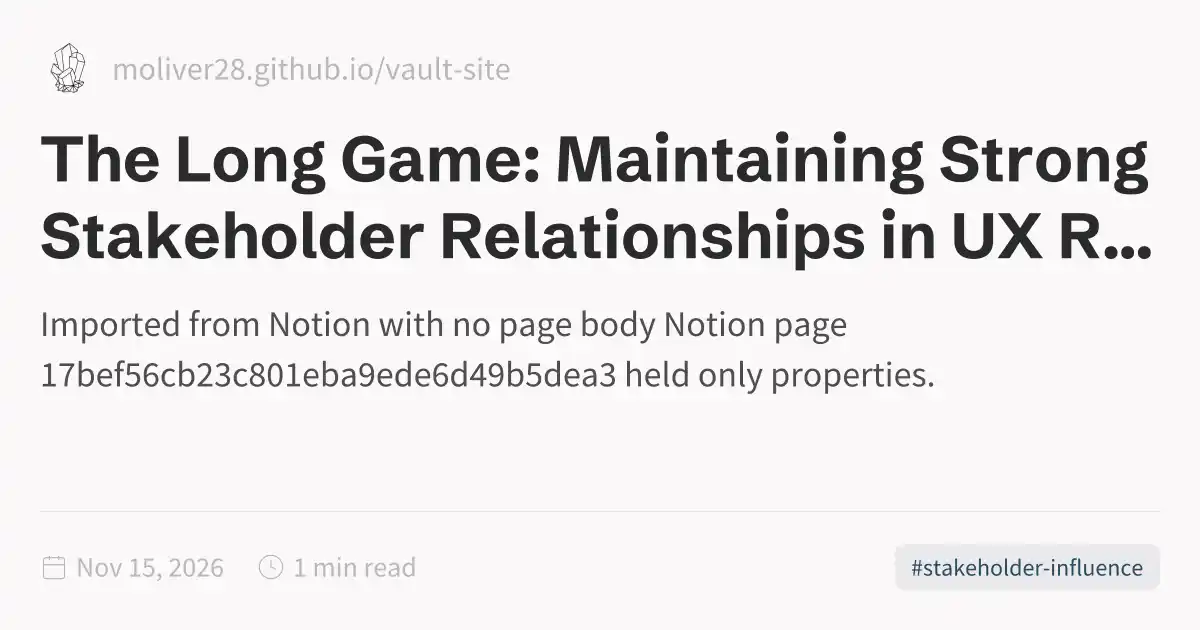 moliver28.github.io/vault-site
The Long Game: Maintaining Strong
Stakeholder Relationships in UX R...
Imported from Notion with no page body Notion page
17bef56cb23c801eba9ede6d49b5dea3 held only properties.
Nov 15, 2026
1 min read
#stakeholder-influence